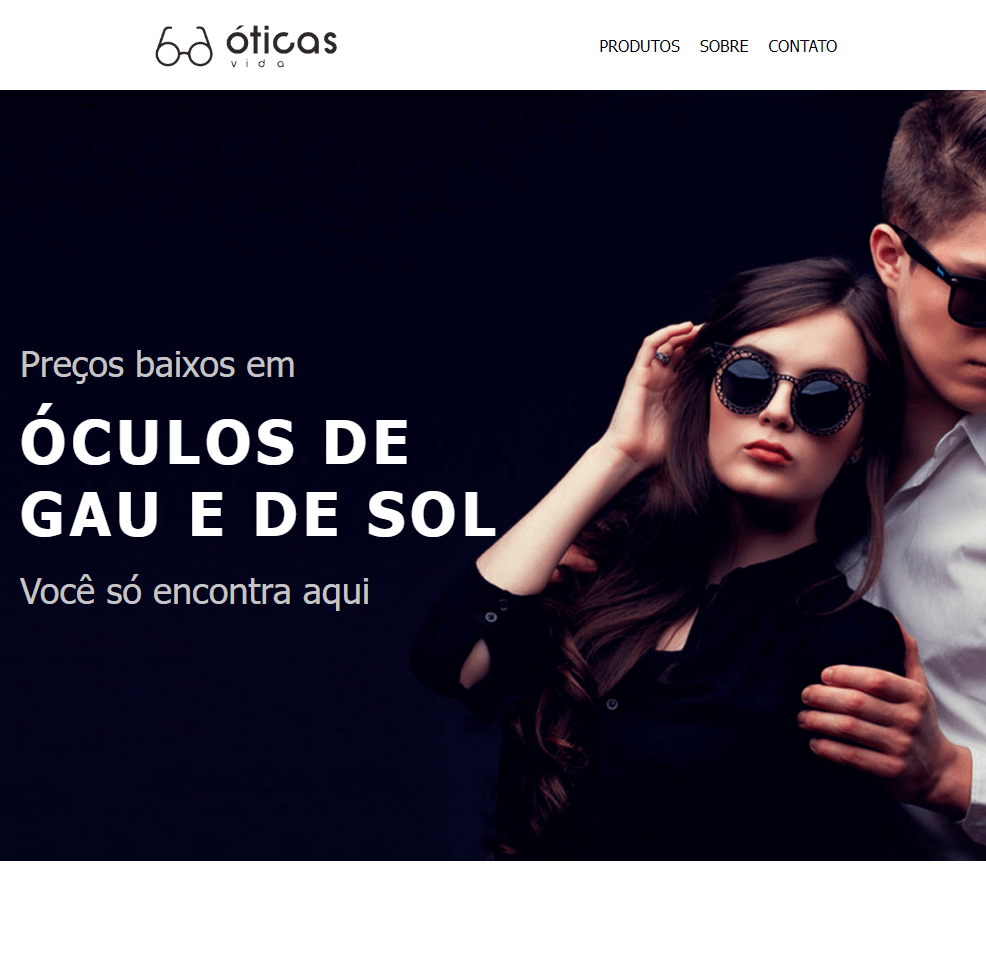 óticas
vida
PRODUTOS SOBRE CONTATO
Preços baixos em
ÓCULOS DE
GAU E DE SOL
Você só encontra aqui